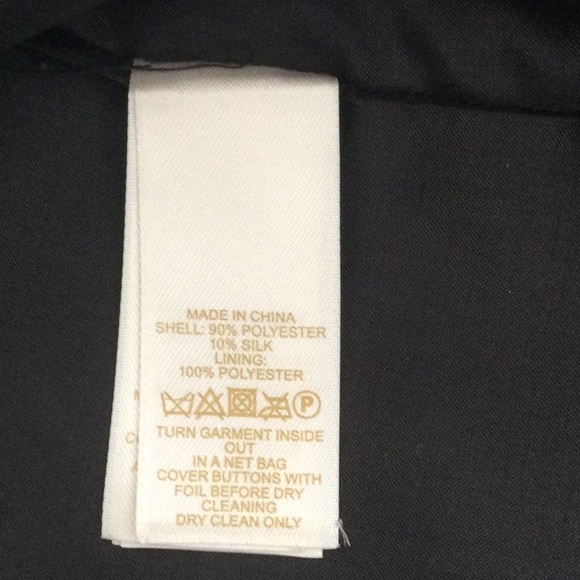 MADE IN CHINA
SHELL: 90% POLYESTER
10% SILK
LINING:
100% POLYESTER
P
TURN GARMENT INSIDE
OUT
IN A NET BAG
COVER BUTTONS WITH
FOIL BEFORE DRY
CLEANING
DRY CLEAN ONLY